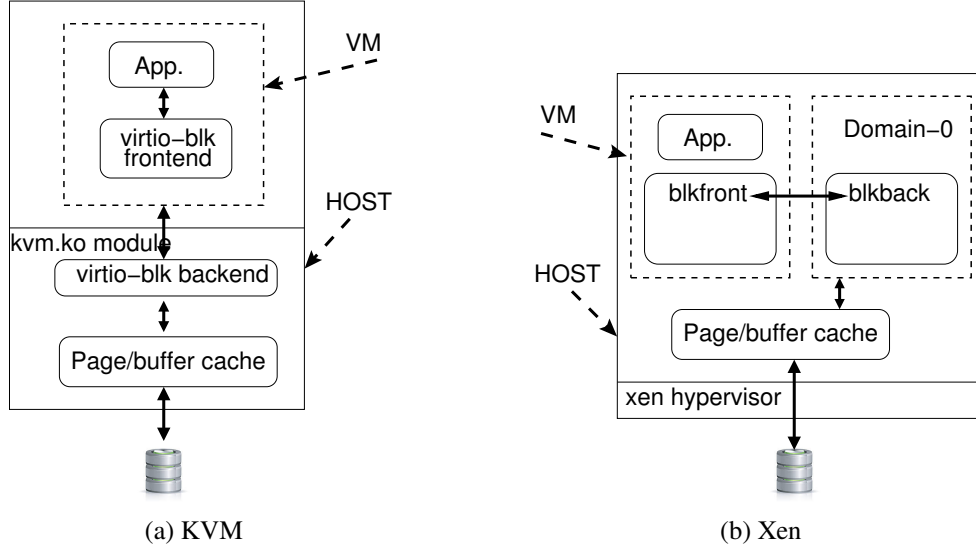 VM
App.
virtio−blk
frontend
HOST
kvm.ko module
virtio−blk backend
Page/buffer cache
(a) KVM
VM
App.
Domain−0
blkfront
blkback
HOST
Page/buffer cache
xen hypervisor
(b) Xen